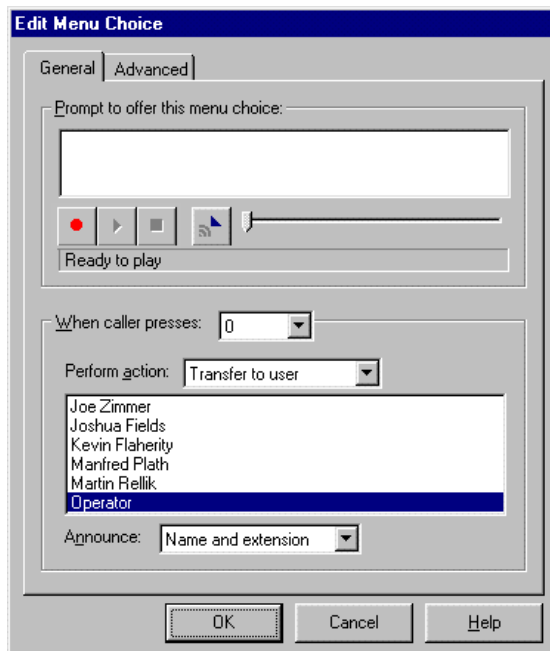 Edit Menu Choice
General Advanced
Prompt to offer this menu choice:
Ready to play
When caller presses: 0
Perform action: Transfer to user
Joe Zimmer
Joshua Fields
Kevin Flaherity
Manfred Plath
Martin Rellik
Operator
Announce: Name and extension
OK Cancel Help